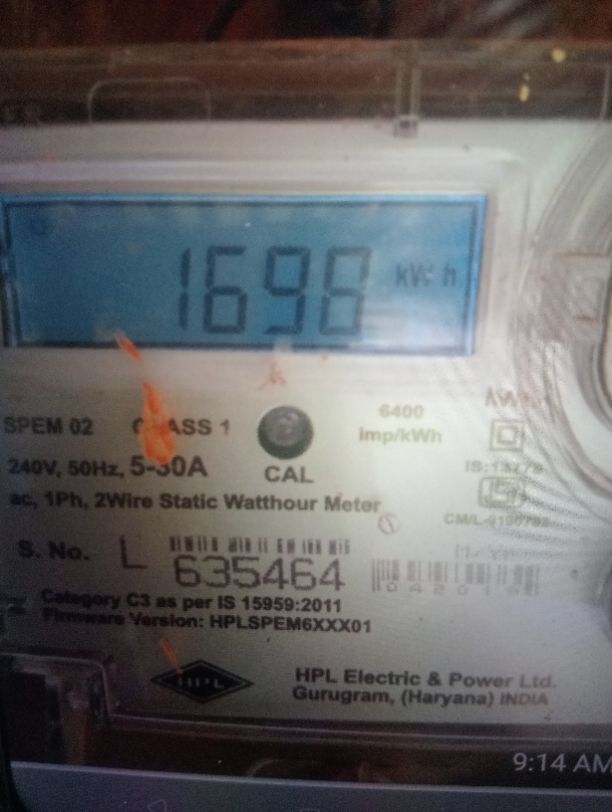 1698 kWh
SPEM 02 CLASS 1
6400
imp/kWh
240V, 50Hz, 5-30A
CAL
ac, 1Ph, 2Wire Static Watthour Meter
S. No. L 635464
Category C3 as per IS 15959:2011
Firmware Version: HPLSPEM6XXX01
HPL
HPL Electric & Power Ltd.
Gurugram, (Haryana) INDIA
9:14 AM